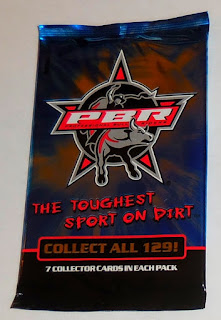 PBR
THE TOUGHEST
SPORT ON DIRT
COLLECT ALL 129!
7 COLLECTOR CARDS IN EACH PACK